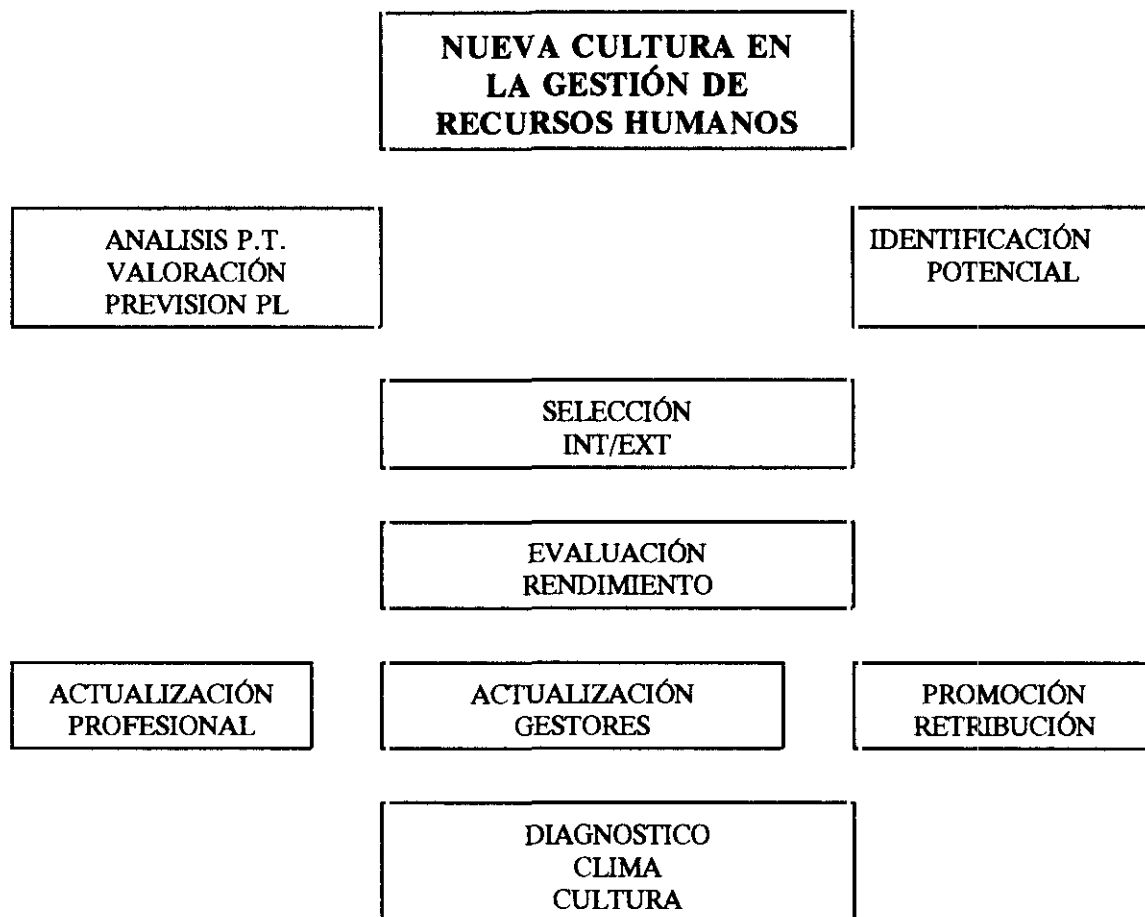 NUEVA CULTURA EN
LA GESTIÓN DE
RECURSOS HUMANOS
ANALISIS P.T.
VALORACIÓN
PREVISION PL
IDENTIFICACIÓN
POTENCIAL
SELECCIÓN
INT/EXT
EVALUACIÓN
RENDIMIENTO
ACTUALIZACIÓN
PROFESIONAL
ACTUALIZACIÓN
GESTORES
PROMOCIÓN
RETRIBUCIÓN
DIAGNOSTICO
CLIMA
CULTURA